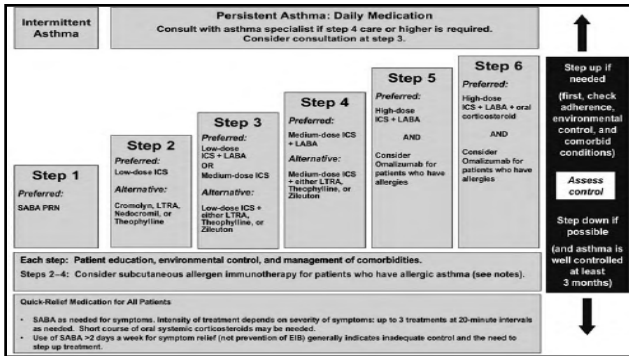 Intermittent
Asthma
Persistent Asthma: Daily Medication
Consult with asthma specialist if step 4 care or higher is required.
Consider consultation at step 3.
Step 1
Preferred:
SABA PRN
Step 2
Preferred:
Low-dose ICS
Alternative:
Cromolyn, LTRA,
Nedocromil, or
Theophylline
Step 3
Preferred:
Low-dose
ICS + LABA
OR
Medium-dose ICS
Alternative:
Low-dose ICS +
either LTRA,
Theophylline, or
Zileuton
Step 4
Preferred:
Medium-dose ICS
+ LABA
Alternative:
Medium-dose ICS
+ either LTRA,
Theophylline, or
Zileuton
Step 5
Preferred:
High-dose
ICS + LABA
AND
Consider
Omalizumab for
patients who have
allergies
Step 6
Preferred:
High-dose
ICS + LABA + oral
corticosteroid
AND
Consider
Omalizumab for
patients who have
allergies
Step up if
needed
(first, check
adherence,
environmental
control, and
comorbid
conditions)
Assess
control
Step down if
possible
(and asthma is
well controlled
at least
3 months)
Each step: Patient education, environmental control, and management of comorbidities.
Steps 2–4: Consider subcutaneous allergen immunotherapy for patients who have allergic asthma (see notes).
Quick-Relief Medication for All Patients
• SABA as needed for symptoms. Intensity of treatment depends on severity of symptoms: up to 3 treatments at 20-minute intervals
as needed. Short course of oral systemic corticosteroids may be needed.
• Use of SABA >2 days a week for symptom relief (not prevention of EIB) generally indicates inadequate control and the need to
step up treatment.